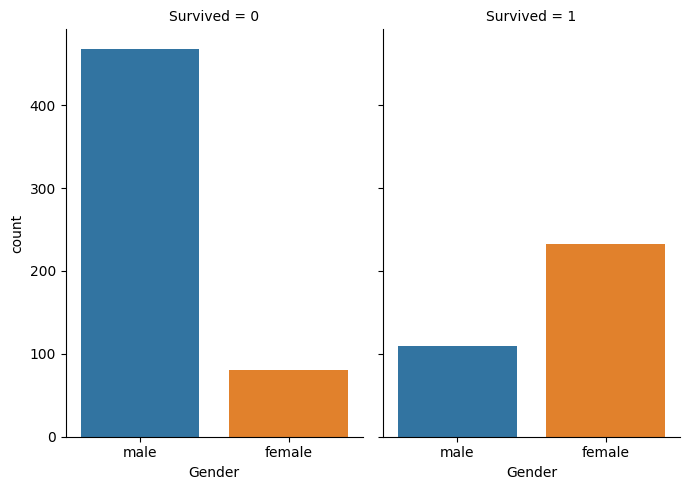 Survived = 0
Survived = 1
count
400
300
200
100
0
male
female
male
female
Gender
Gender